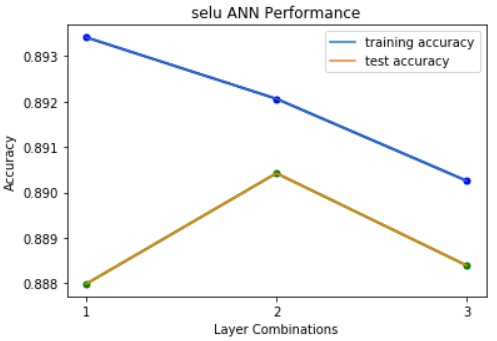 selu ANN Performance
training accuracy
test accuracy
Accuracy
0.893
0.892
0.891
0.890
0.889
0.888
1
2
3
Layer Combinations